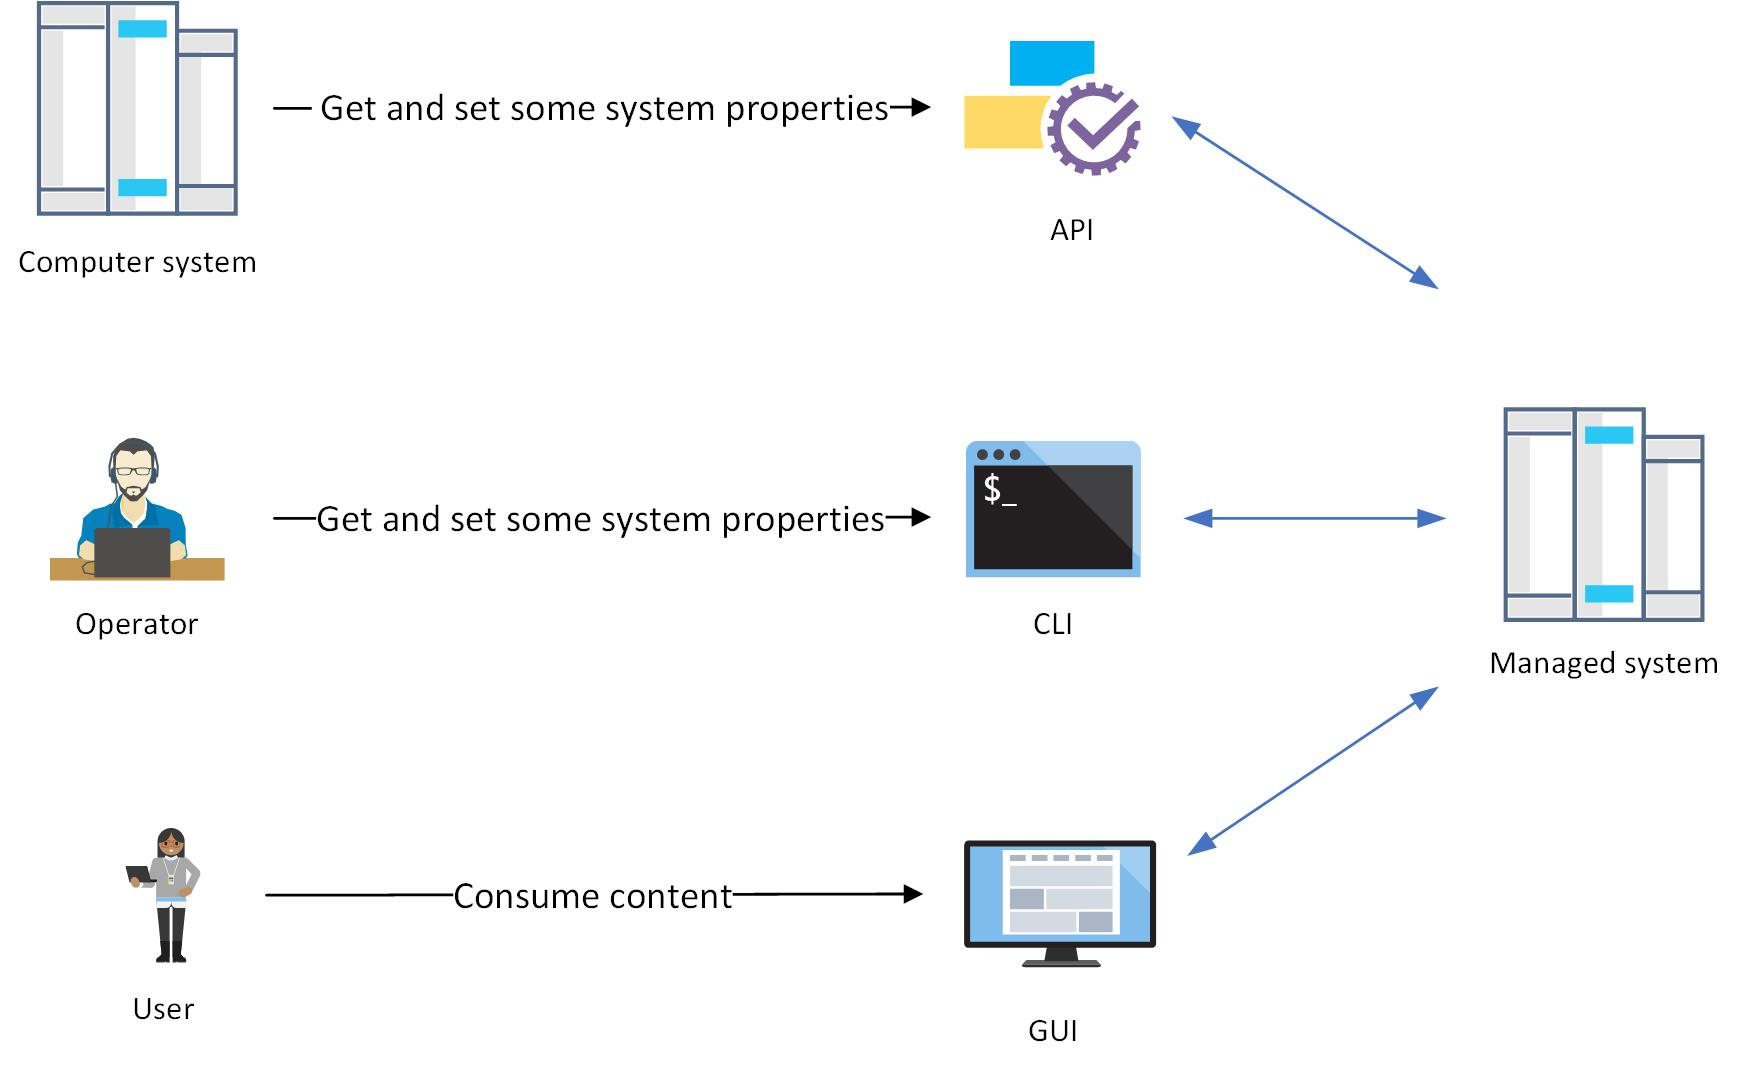 Get and set some system properties
API
Computer system
$_
Get and set some system properties
Operator
CLI
Managed system
Consume content
User
GUI